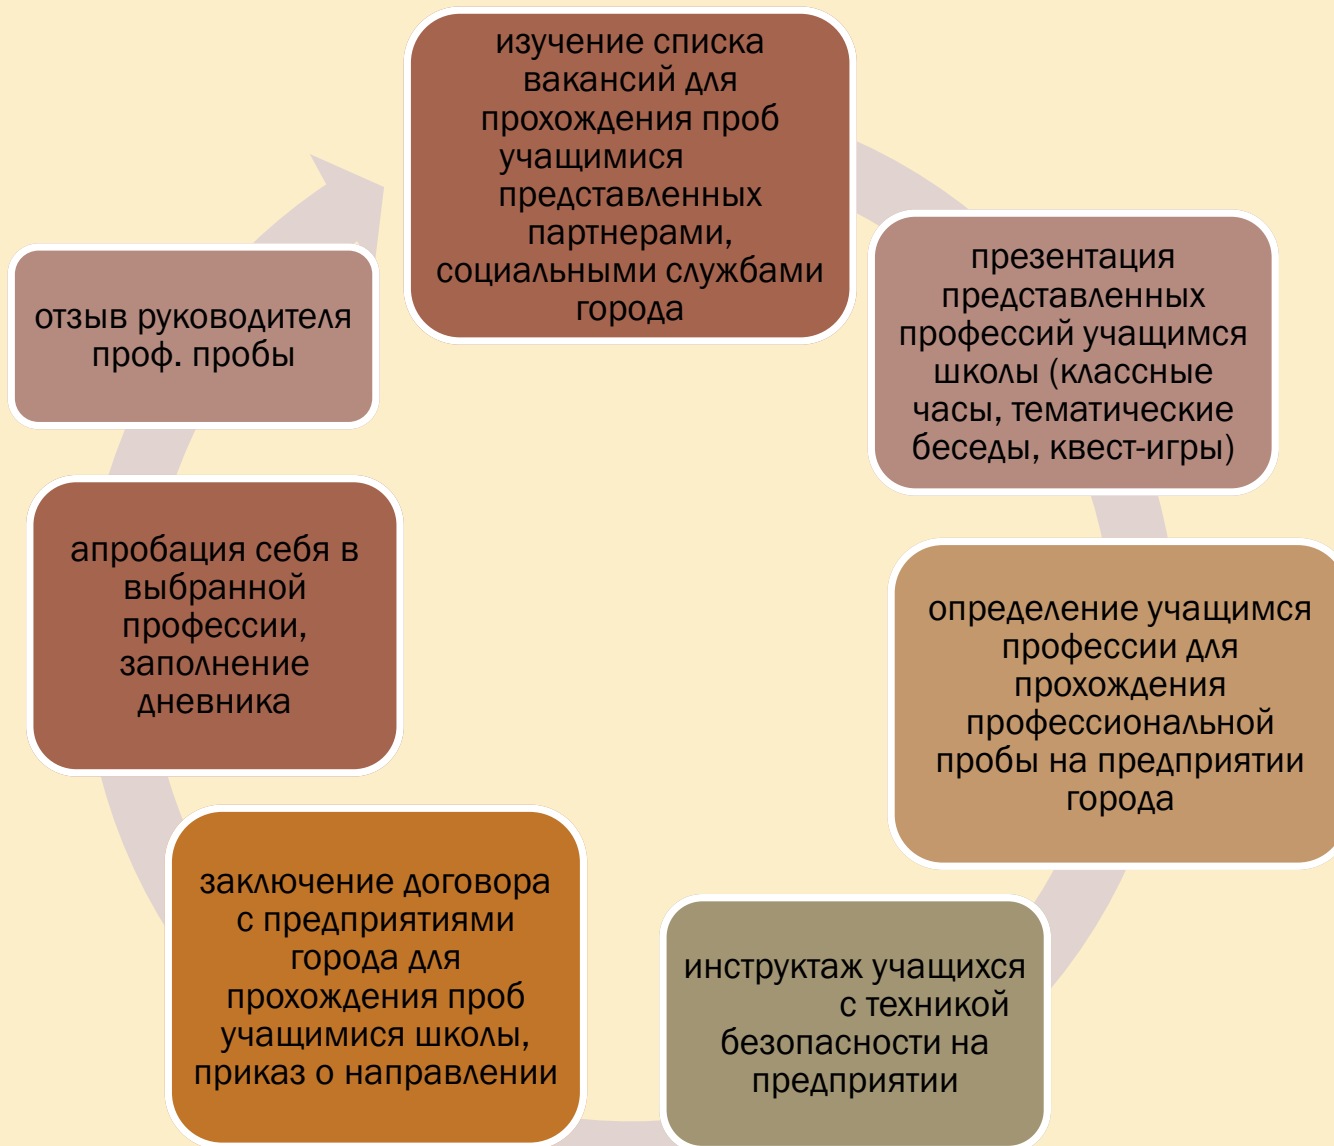 изучение списка
вакансий для
прохождения проб
учащимися
представленных
партнерами,
социальными службами
города
презентация
представленных
профессий учащимся
школы (классные
часы, тематические
беседы, квест-игры)
определение учащимся
профессии для
прохождения
профессиональной
пробы на предприятии
города
инструктаж учащихся
с техникой
безопасности на
предприятии
заключение договора
с предприятиями
города для
прохождения проб
учащимися школы,
приказ о направлении
апробация себя в
выбранной
профессии,
заполнение
дневника
отзыв руководителя
проф. пробы